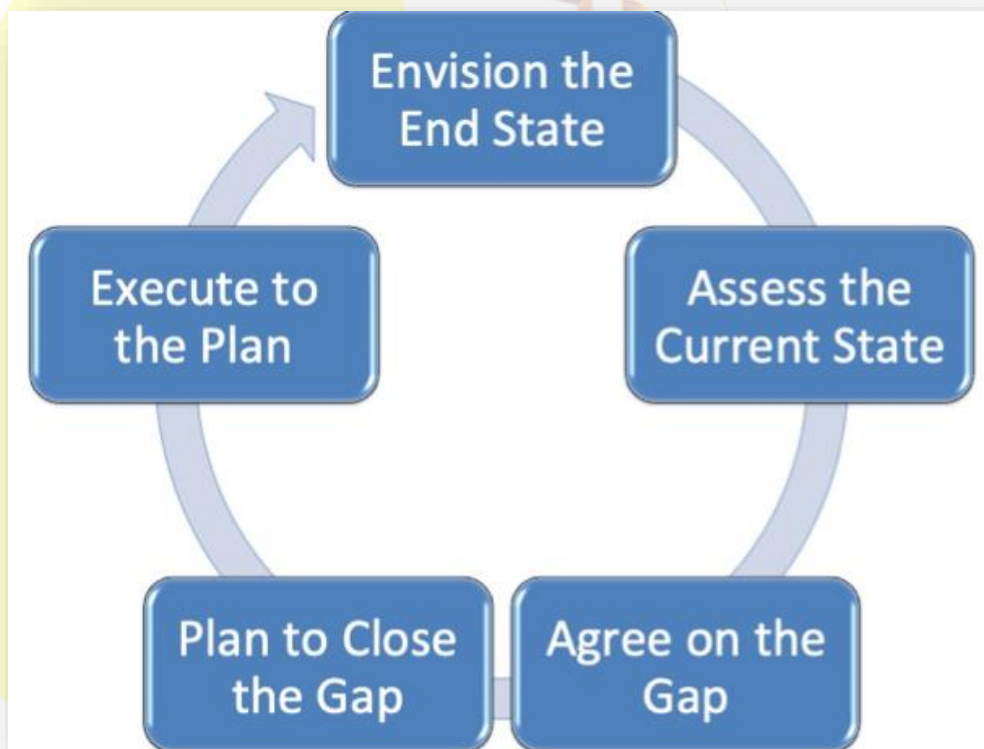 Envision the
End State
Assess the
Current State
Agree on the
Gap
Plan to Close
the Gap
Execute to
the Plan